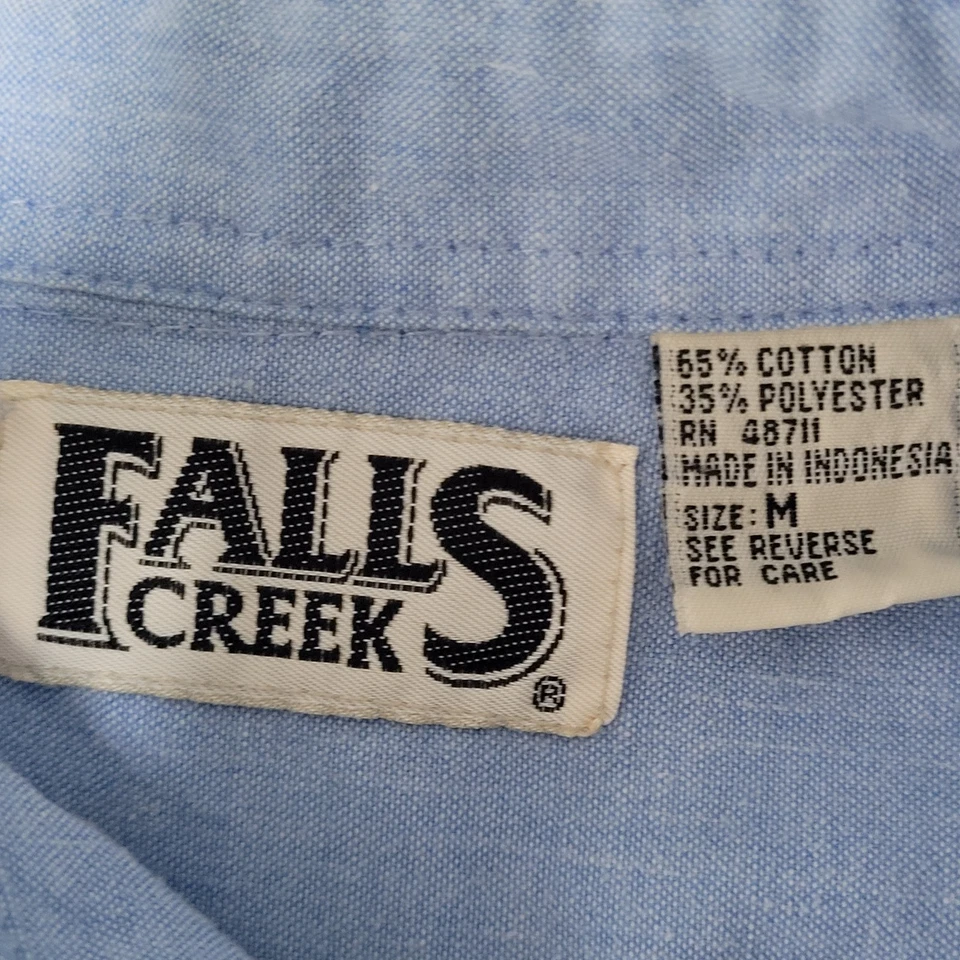 FALLS
CREEK
®
65% COTTON
35% POLYESTER
RN 48711
MADE IN INDONESIA
SIZE: M
SEE REVERSE
FOR CARE